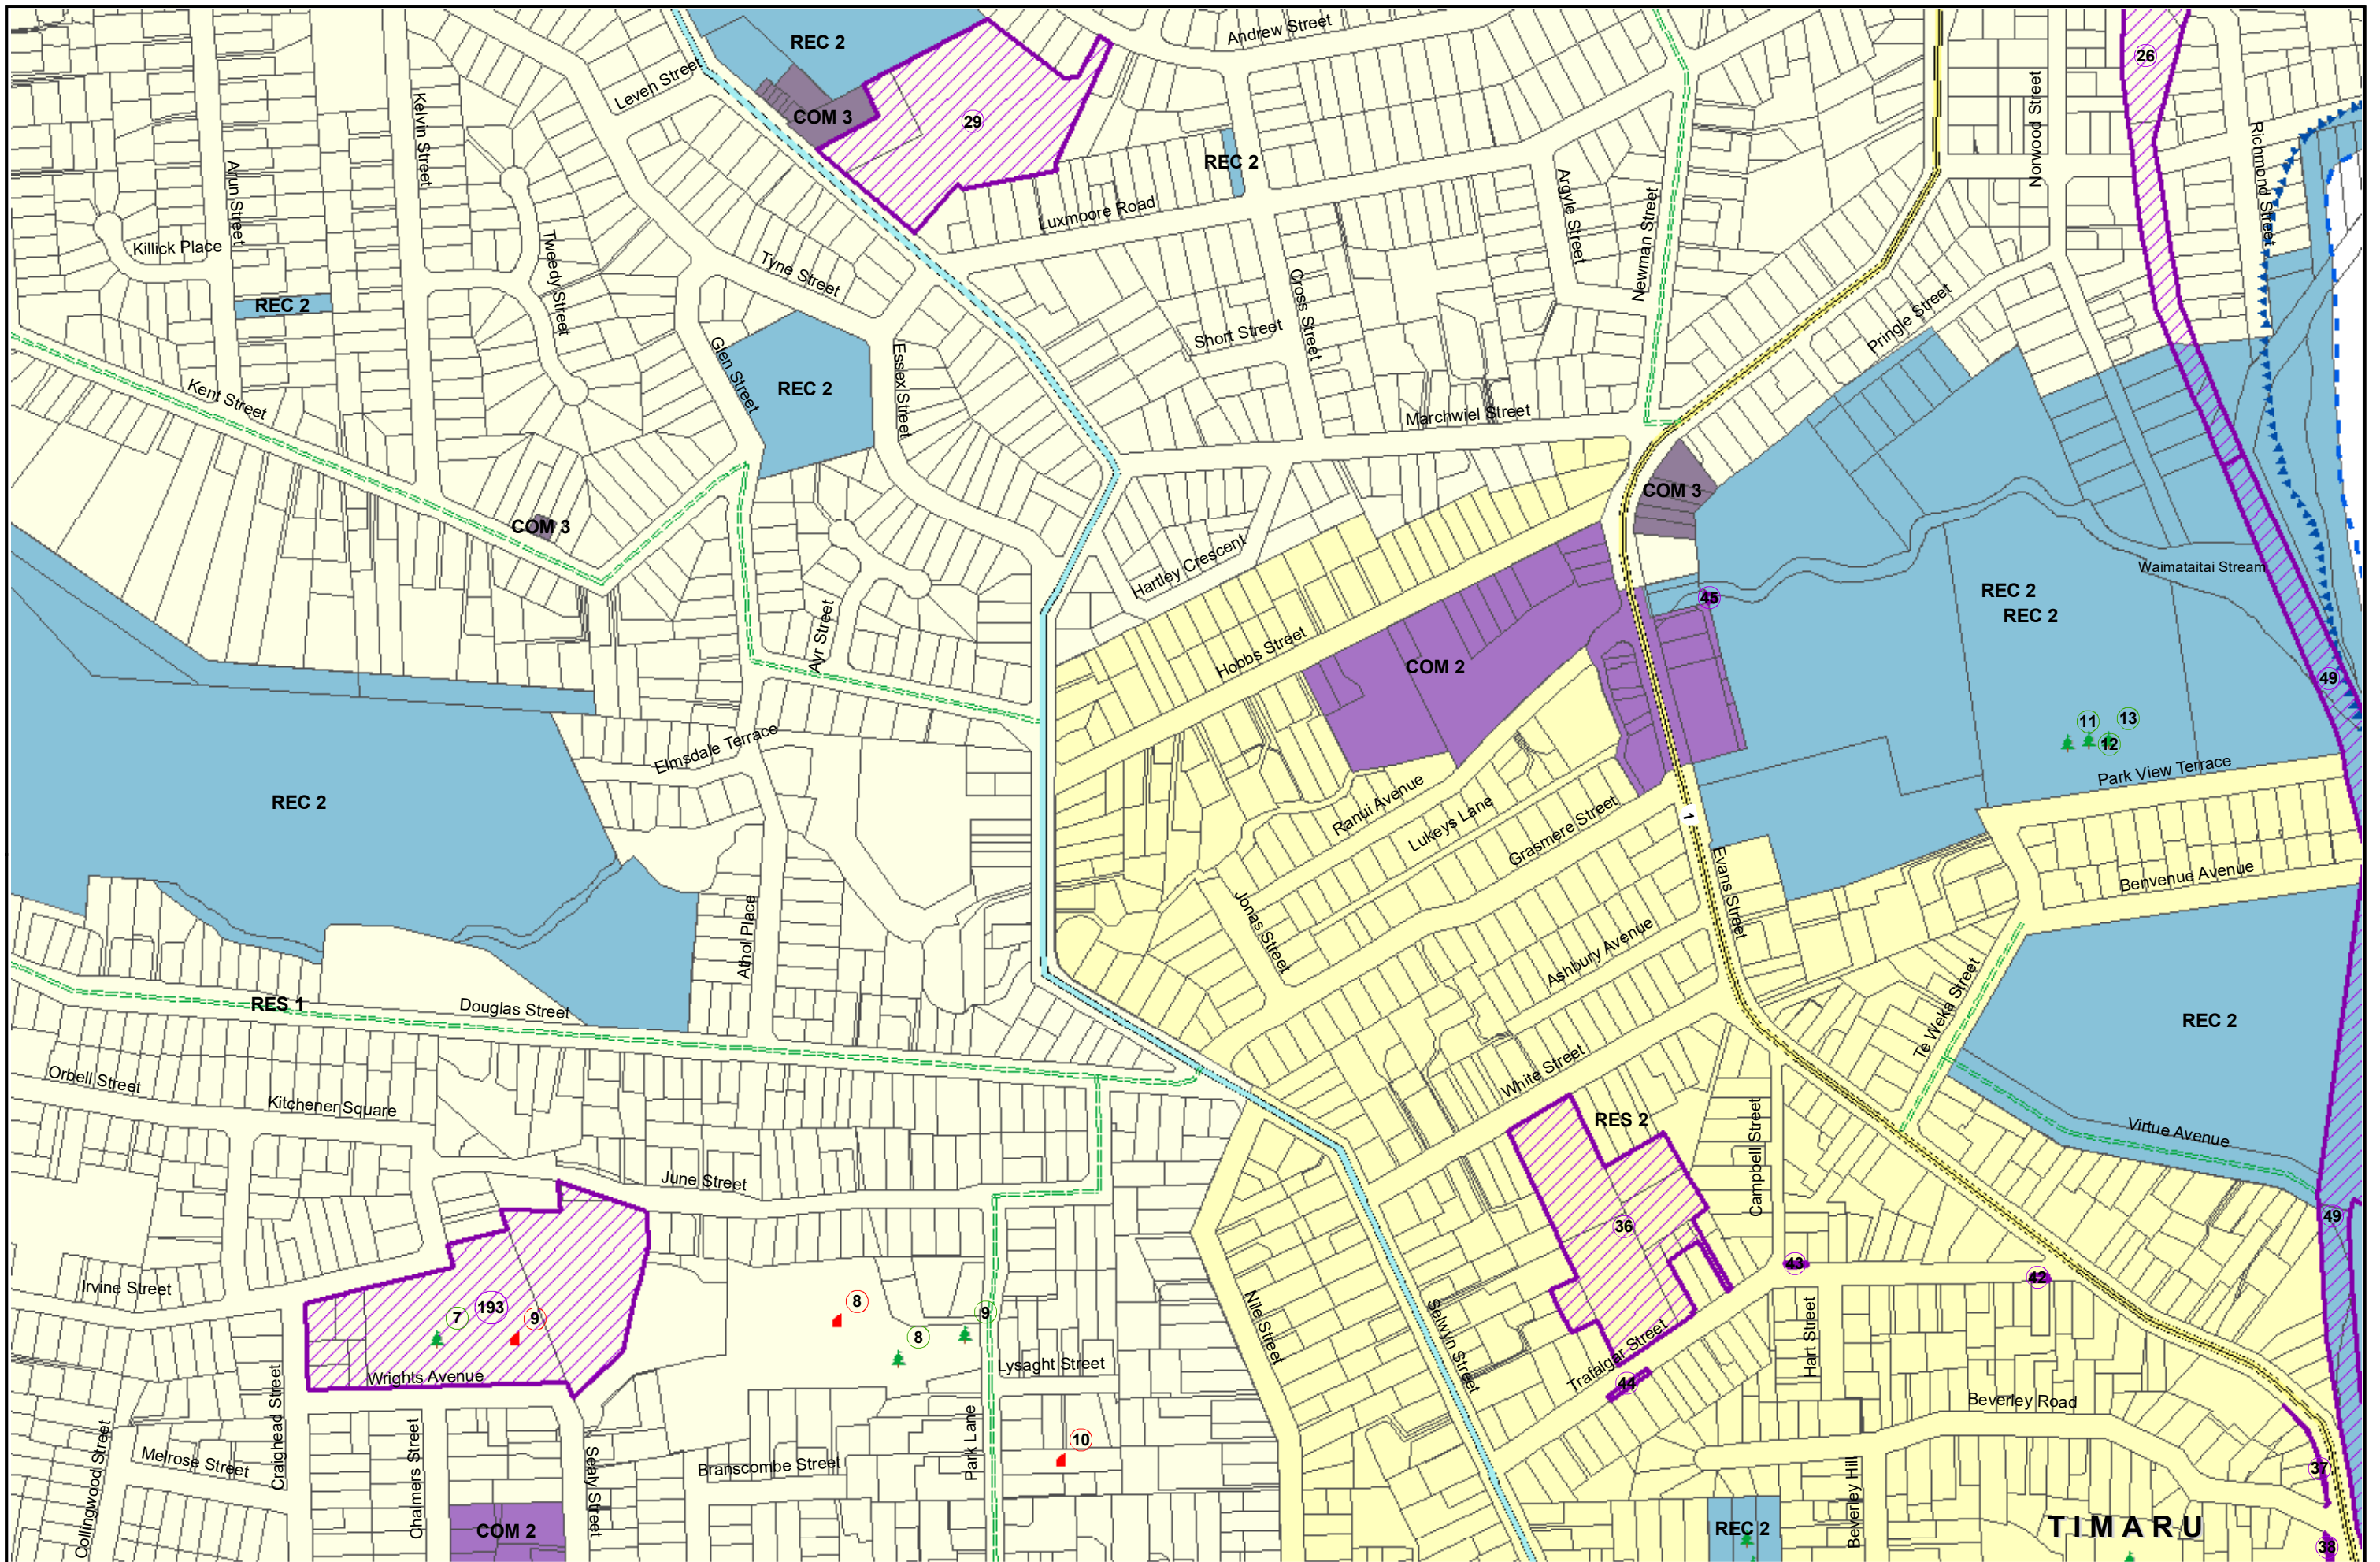 REC 2
Andrew Street
26
Leven Street
COM 3
29
Kelvin Street
Norwood Street
Arun Street
REC 2
Richmond Street
Luxmoore Road
Argyle Street
Newman Street
Killick Place
Tweedy Street
Tyne Street
REC 2
Cross Street
Short Street
Pringle Street
Glen Street
Essex Street
REC 2
Kent Street
Marchwiel Street
COM 3
COM 3
Hartley Crescent
Waimataitai Stream
REC 2
45
REC 2
Ayr Street
Hobbs Street
COM 2
49
11
13
12
Elmsdale Terrace
Park View Terrace
REC 2
Ranui Avenue
Lukeys Lane
Grasmere Street
1
Evans Street
Benvenue Avenue
Jonas Street
Athol Place
Ashbury Avenue
RES 1
Douglas Street
Te Weka Street
REC 2
Orbell Street
Kitchener Square
White Street
RES 2
Campbell Street
Virtue Avenue
June Street
49
36
Irvine Street
43
42
7
193
9
8
9
8
Nile Street
Selwyn Street
Hart Street
Trafalgar Street
44
Lysaght Street
Wrights Avenue
Beverley Road
Craighead Street
Collingwood Street
Chalmers Street
Melrose Street
Sealy Street
Branscombe Street
Park Lane
10
37
Beverley Hill
COM 2
REC 2
TIMARU
38